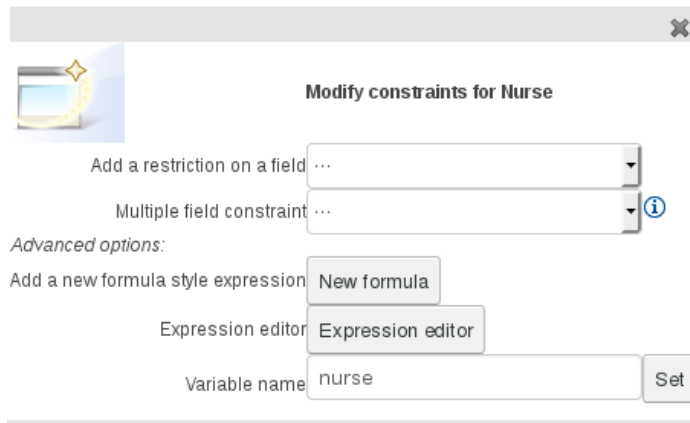 Modify constraints for Nurse
Add a restriction on a field ...
Multiple field constraint ...
Advanced options:
Add a new formula style expression New formula
Expression editor Expression editor
Variable name nurse Set